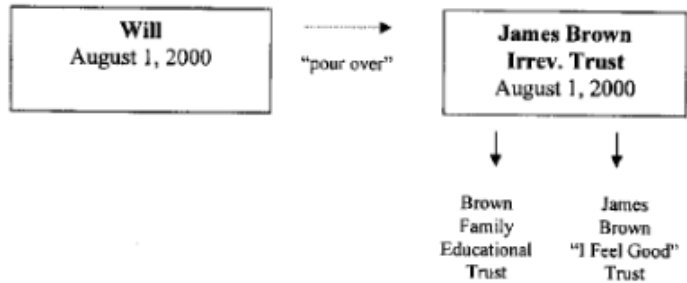 Will
August 1, 2000
"pour over"
James Brown
Irrev. Trust
August 1, 2000
Brown
Family
Educational
Trust
James
Brown
"I Feel Good"
Trust